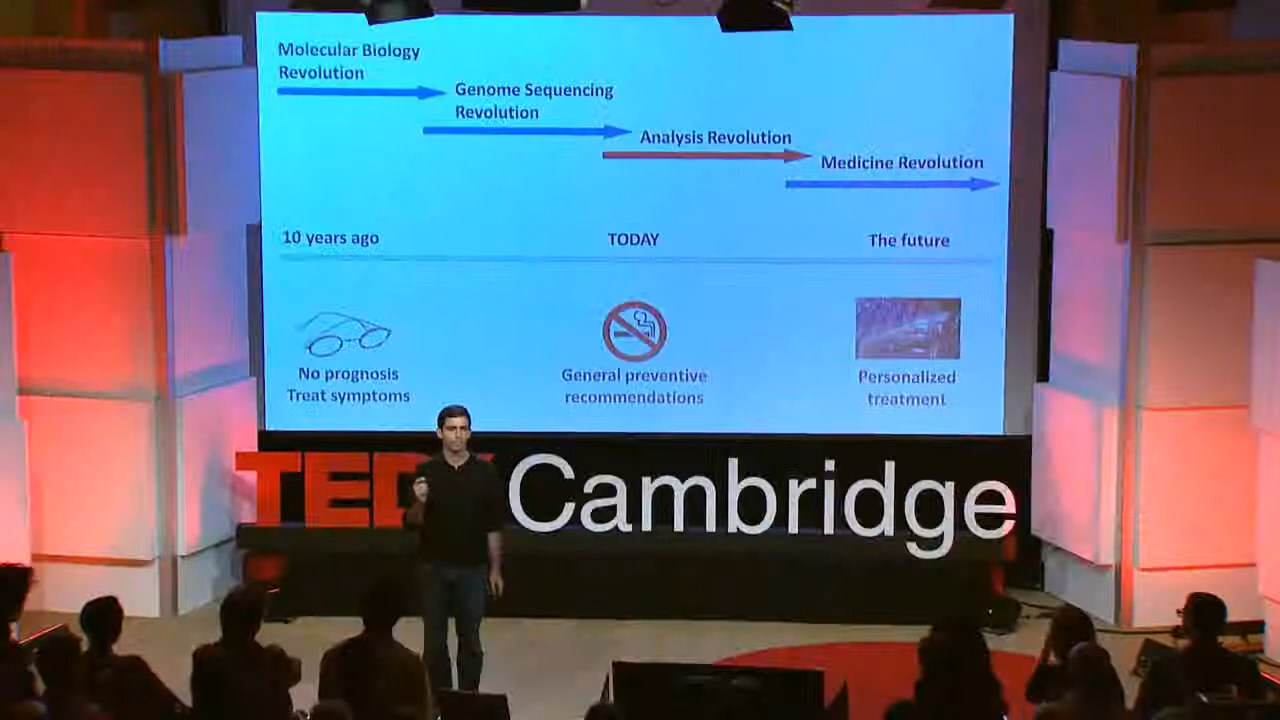 Molecular Biology
Revolution
Genome Sequencing
Revolution
Analysis Revolution
Medicine Revolution
10 years ago
TODAY
The future
No prognosis
Treat symptoms
General preventive
recommendations
Personalized
treatment
TEDx Cambridge